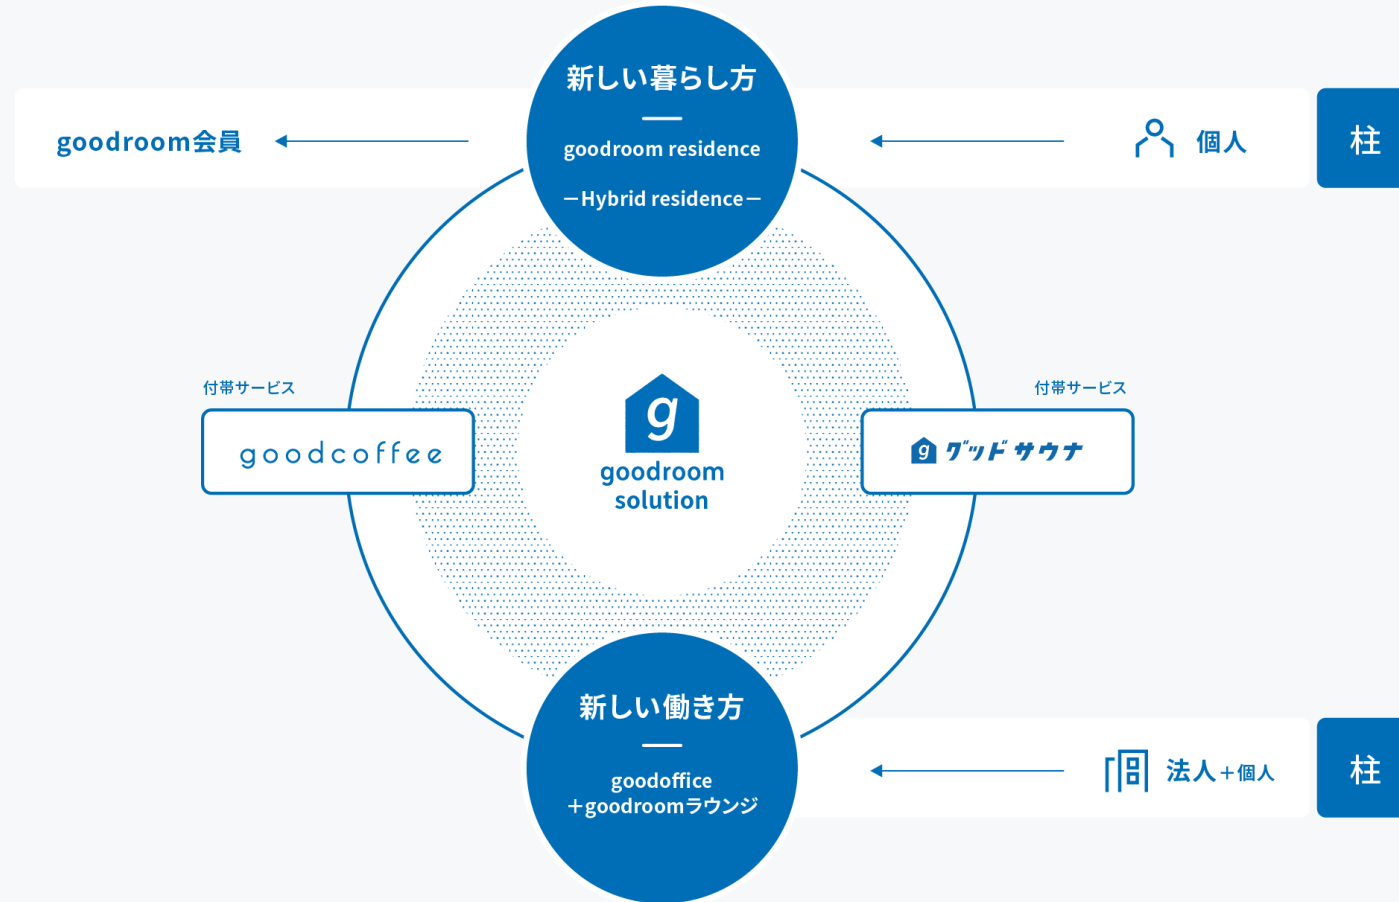 新しい暮らし方
goodroom residence
ーHybrid residenceー
goodroom会員
個人
柱
付帯サービス
goodcoffee
g
goodroom
solution
付帯サービス
g グッドサウナ
新しい働き方
goodoffice
＋goodroomラウンジ
法人＋個人
柱